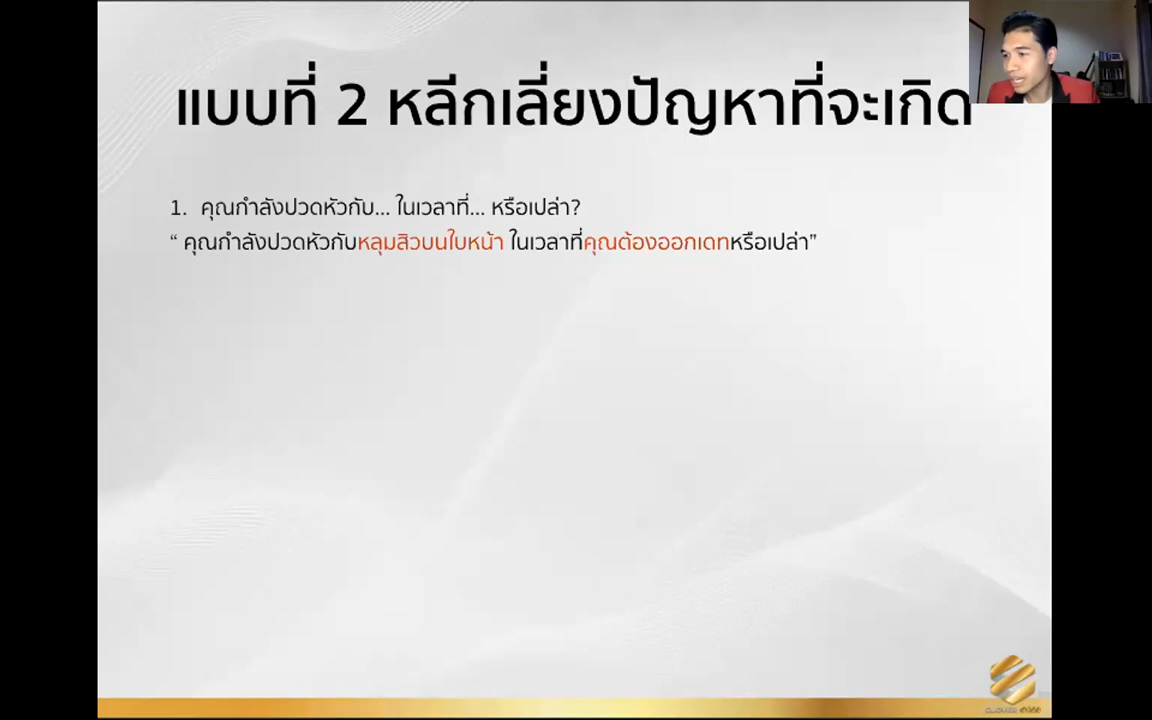 แบบที่ 2 หลีกเลี่ยงปัญหาที่จะเกิด
1. คุณกำลังปวดหัวกับ... ในเวลาที่... หรือเปล่า?
“ คุณกำลังปวดหัวกับหลุมสิวบนใบหน้า ในเวลาที่คุณต้องออกเดทหรือเปล่า”